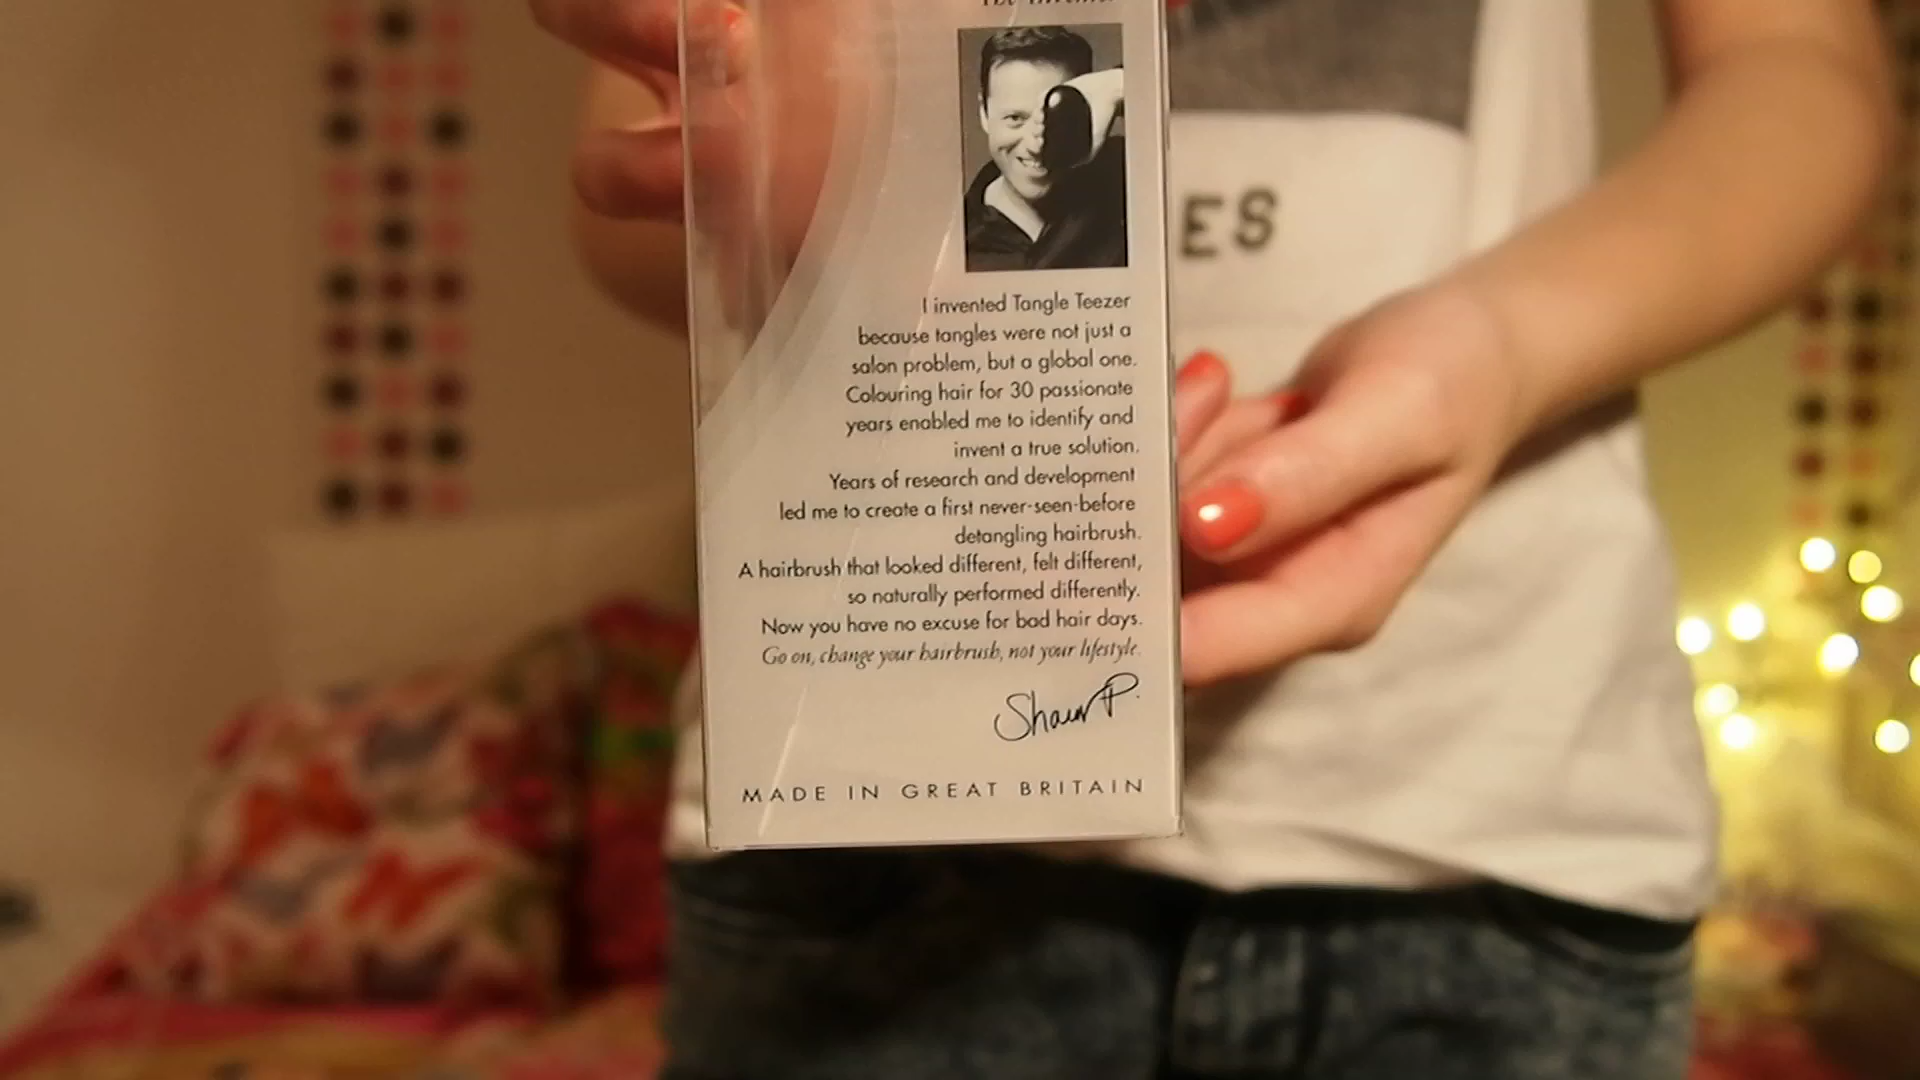 ES
I invented Tangle Teezer
because tangles were not just a
salon problem, but a global one.
Colouring hair for 30 passionate
years enabled me to identify and
invent a true solution.
Years of research and development
led me to create a first never-seen-before
detangling hairbrush.
A hairbrush that looked different, felt different,
so naturally performed differently.
Now you have no excuse for bad hair days.
Go on, change your hairbrush, not your lifestyle.
Shaun P.
MADE IN GREAT BRITAIN